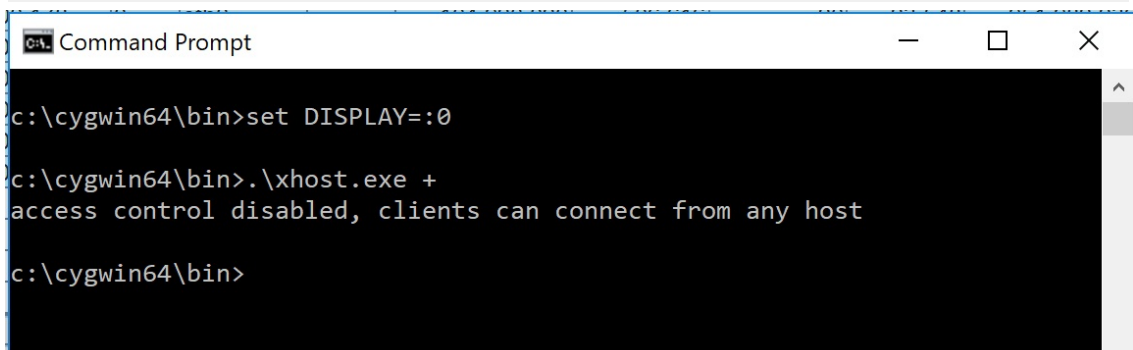 Command Prompt
c:\cygwin64\bin>set DISPLAY=:0
c:\cygwin64\bin>.\xhost.exe +
access control disabled, clients can connect from any host
c:\cygwin64\bin>